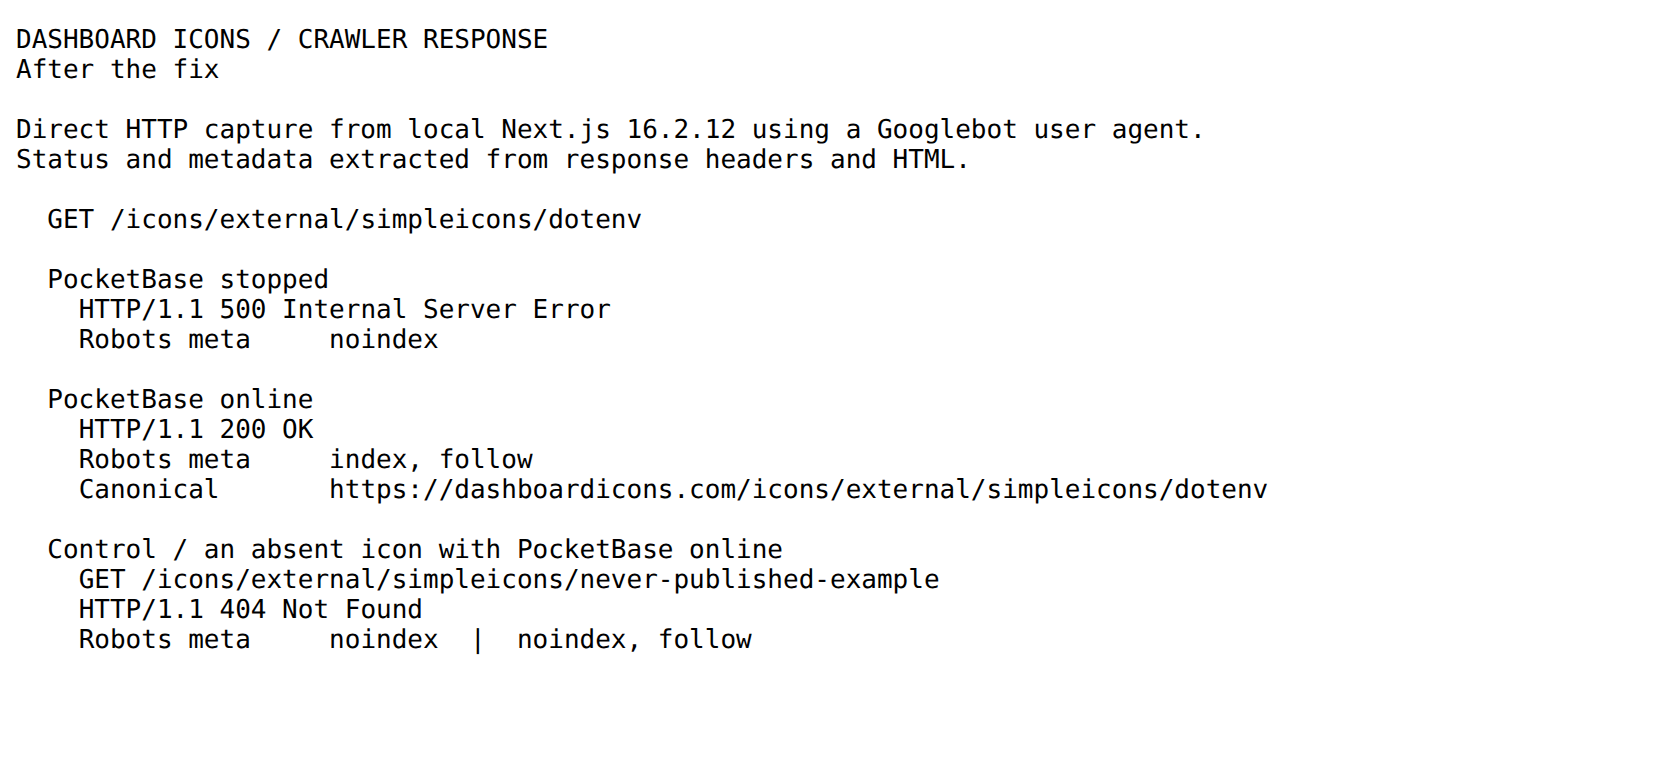 DASHBOARD ICONS / CRAWLER RESPONSE
After the fix
Direct HTTP capture from local Next.js 16.2.12 using a Googlebot user agent.
Status and metadata extracted from response headers and HTML.
GET /icons/external/simpleicons/dotenv
PocketBase stopped
HTTP/1.1 500 Internal Server Error
Robots meta     noindex
PocketBase online
HTTP/1.1 200 OK
Robots meta     index, follow
Canonical       https://dashboardicons.com/icons/external/simpleicons/dotenv
Control / an absent icon with PocketBase online
GET /icons/external/simpleicons/never-published-example
HTTP/1.1 404 Not Found
Robots meta     noindex  |  noindex, follow